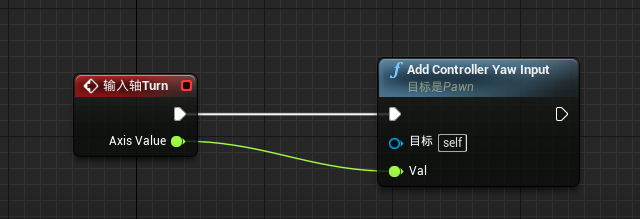 输入轴Turn
Axis Value
f Add Controller Yaw Input
目标是Pawn
目标 self
Val